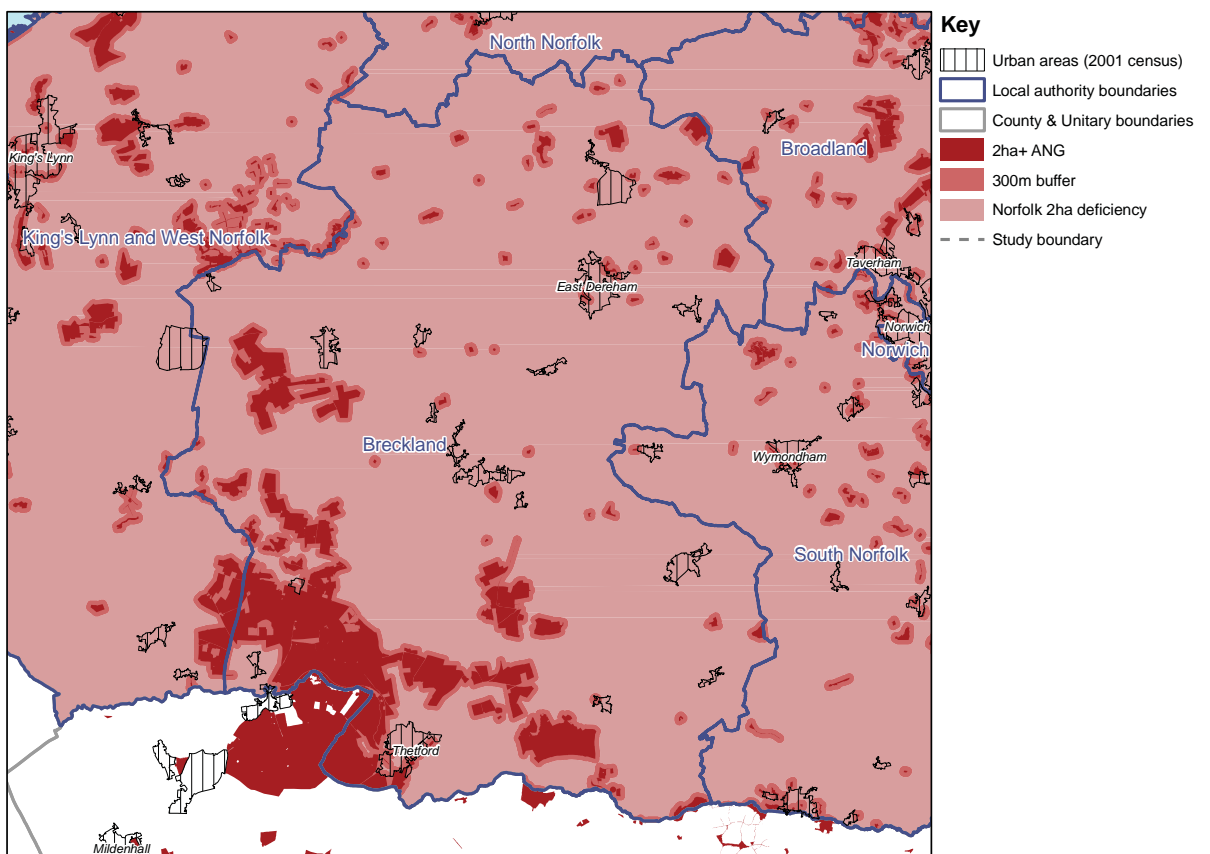 North Norfolk
Broadland
King's Lynn
King's Lynn and West Norfolk
Taverham
East Dereham
Norwich
Norwich
Breckland
Wymondham
South Norfolk
Thetford
Mildenhall
Key
Urban areas (2001 census)
Local authority boundaries
County & Unitary boundaries
2ha+ ANG
300m buffer
Norfolk 2ha deficiency
Study boundary